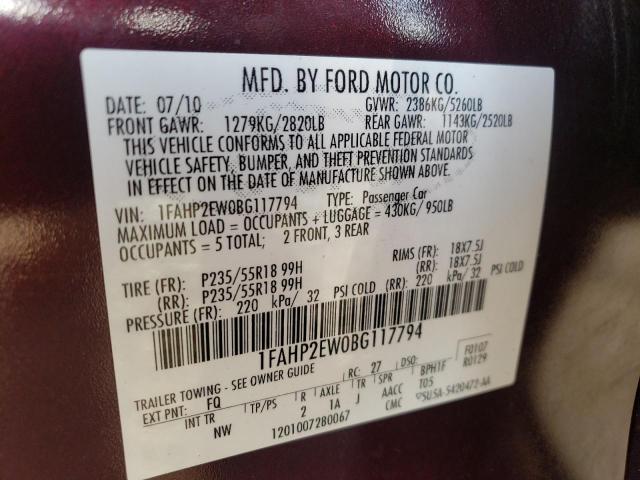 MFD. BY FORD MOTOR CO.
DATE: 07/10 GVWR: 2386KG/5260LB
FRONT GAWR: 1279KG/2820LB REAR GAWR: 1143KG/2520LB
THIS VEHICLE CONFORMS TO ALL APPLICABLE FEDERAL MOTOR
VEHICLE SAFETY, BUMPER, AND THEFT PREVENTION STANDARDS
IN EFFECT ON THE DATE OF MANUFACTURE SHOWN ABOVE.
VIN: 1FAHP2EW0BG117794 TYPE: Passenger Car
MAXIMUM LOAD = OCCUPANTS + LUGGAGE = 430KG/ 950LB
OCCUPANTS = 5 TOTAL; 2 FRONT, 3 REAR
TIRE (FR): P235/55R18 99H RIMS (FR): 18X7.5J
(RR): P235/55R18 99H (RR): 18X7.5J
PRESSURE (FR): 220 kPa/ 32 PSI COLD (RR): 220 kPa/ 32 PSI COLD
1FAHP2EW0BG117794
TRAILER TOWING - SEE OWNER GUIDE RC: 27 DSO: F0107
R0129
EXT PNT: FQ INT TR TP/PS R AXLE TR SPR BPH1F
NW 2 1A J AACC T05
1201007280067 CMC 5U5A-5420472-AA